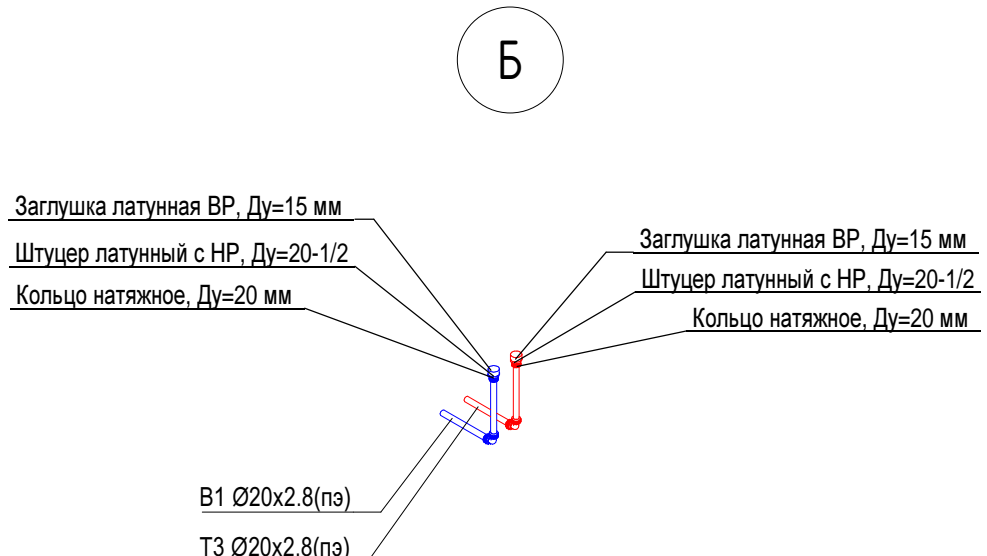 Б
Заглушка латунная ВР, Ду=15 мм
Штуцер латунный с НР, Ду=20-1/2
Кольцо натяжное, Ду=20 мм
Заглушка латунная ВР, Ду=15 мм
Штуцер латунный с НР, Ду=20-1/2
Кольцо натяжное, Ду=20 мм
В1 Ø20х2.8(пэ)
Т3 Ø20х2.8(пэ)